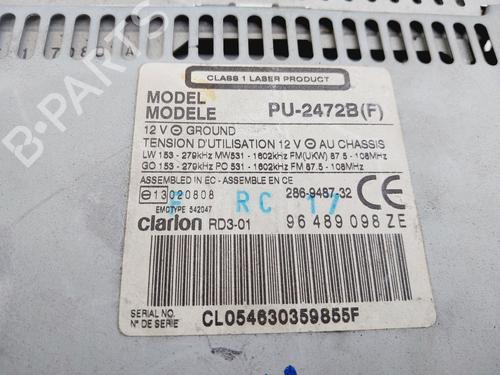 17080 A
CLASS 1 LASER PRODUCT
MODEL
MODELE
PU-2472B(F)
12 V ⊖ GROUND
TENSION D'UTILISATION 12 V ⊖ AU CHASSIS
LW 153 - 279kHz MW531 - 1602kHz FM(UKW) 87.5 - 108MHz
GO 153 - 279kHz PO 531 - 1602kHz FM 87.5 - 108MHz
ASSEMBLED IN EC - ASSEMBLE EN CE
286-9487-32 CE
⊖13020808
F RC 17
EMOTYPE 542047
Clarion RD3-01
96 489 098 ZE
SERIAL NO.
N° DE SERIE
CL054630359855F
B-PARTS